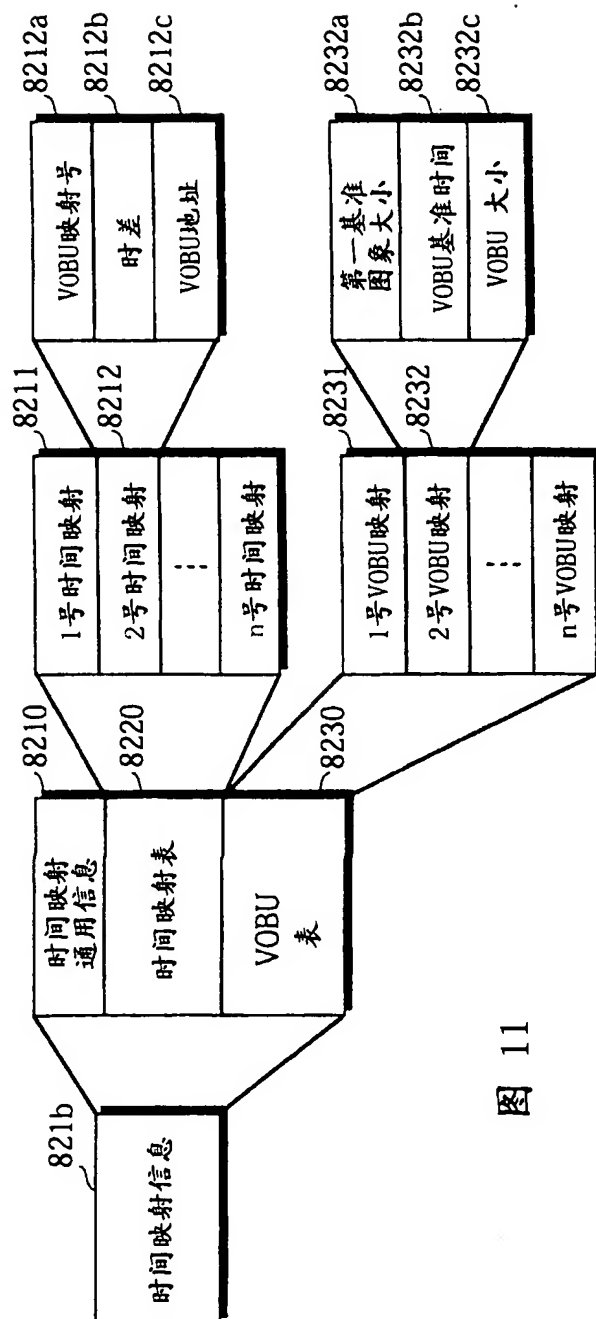 821b
时间映射信息
8210
时间映射
通用信息
8220
时间映射表
8230
VOBU
表
8211
1号时间映射
8212
2号时间映射
n号时间映射
8231
1号VOBU映射
8232
2号VOBU映射
n号VOBU映射
8212a
VOBU映射号
8212b
时差
8212c
VOBU地址
8232a
第一基准
图象大小
8232b
VOBU基准时间
8232c
VOBU 大小
图 11